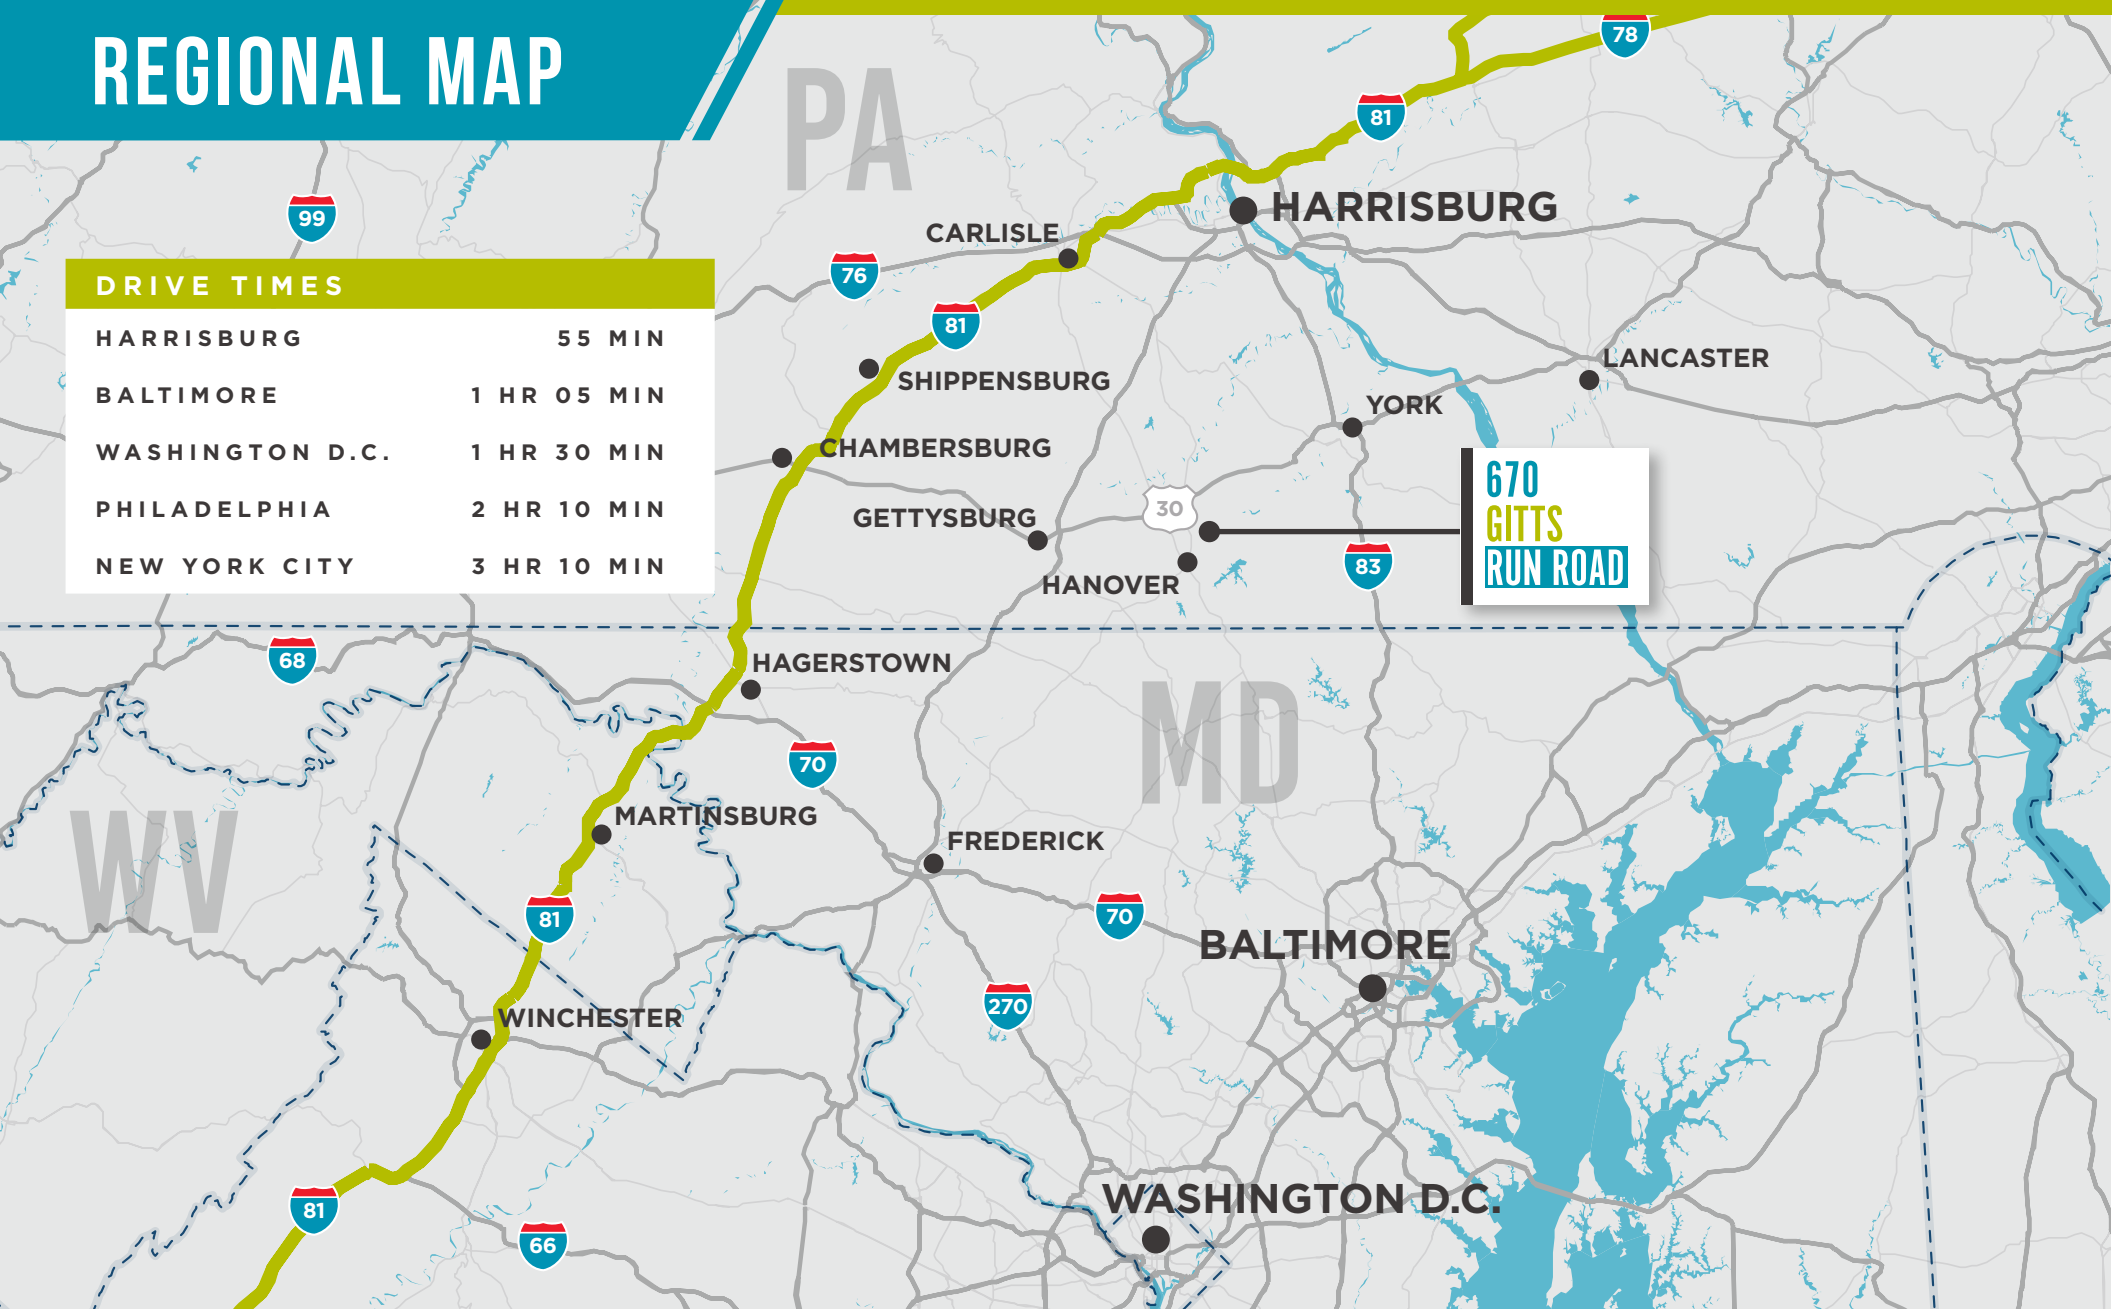 REGIONAL MAP
78
PA
81
HARRISBURG
99
CARLISLE
76
DRIVE TIMES
HARRISBURG 55 MIN
BALTIMORE 1 HR 05 MIN
WASHINGTON D.C. 1 HR 30 MIN
PHILADELPHIA 2 HR 10 MIN
NEW YORK CITY 3 HR 10 MIN
81
SHIPPENSBURG
LANCASTER
YORK
CHAMBERSBURG
GETTYSBURG
30
HANOVER
83
670
GITTS
RUN ROAD
68
HAGERSTOWN
MD
70
MARTINSBURG
WV
FREDERICK
81
70
BALTIMORE
270
WINCHESTER
WASHINGTON D.C.
81
66